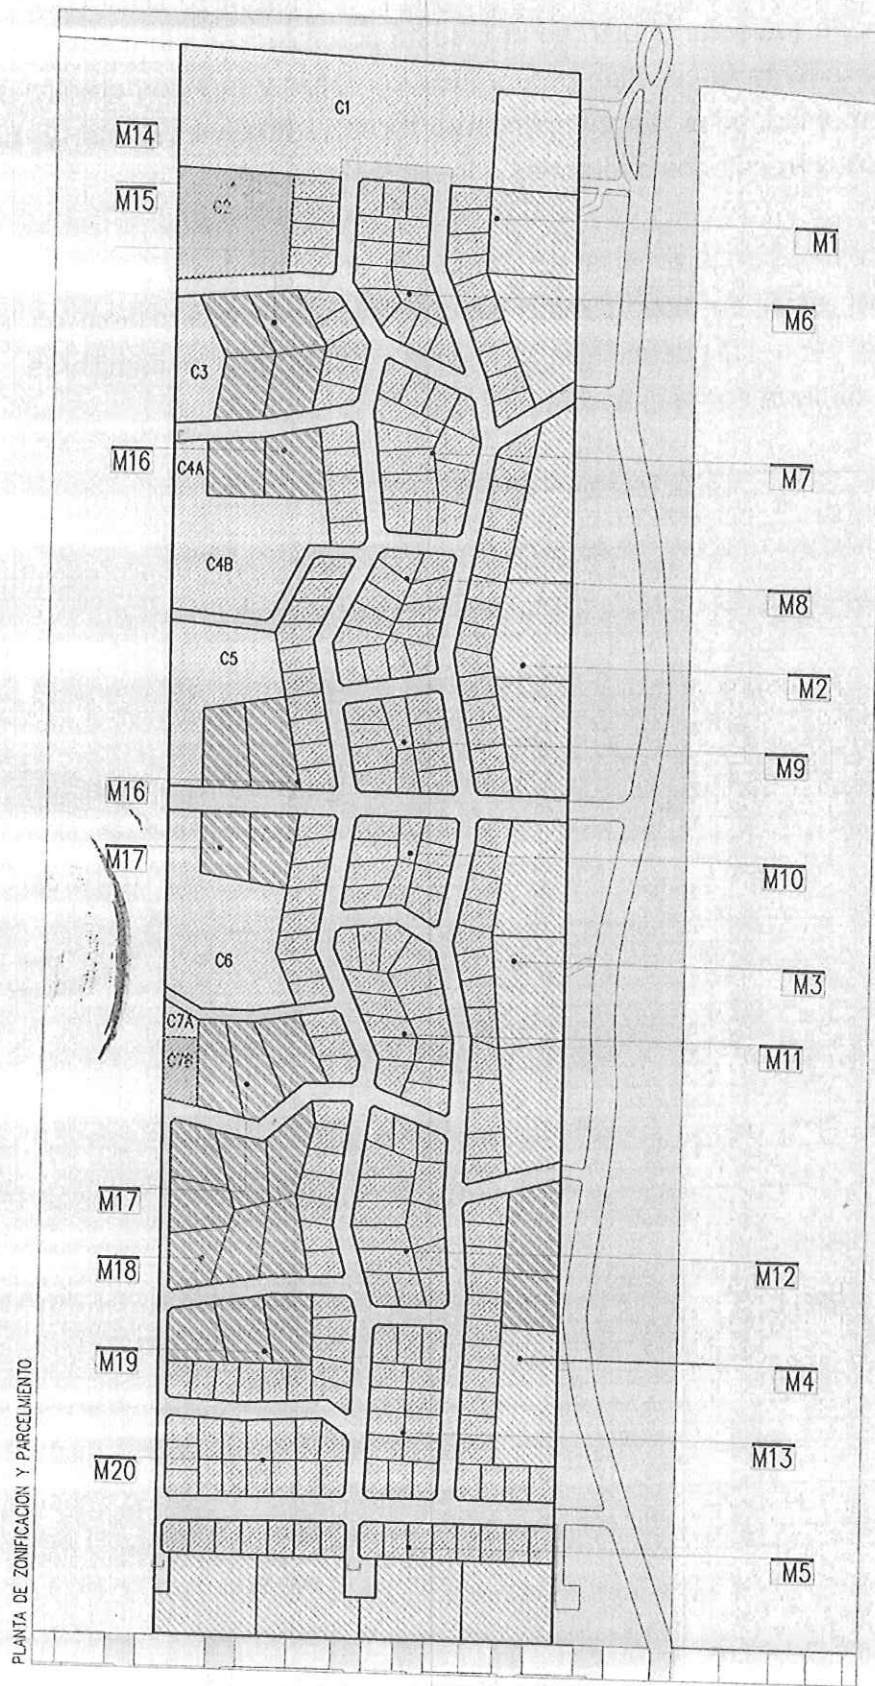 C1
M14
M15
C2
M1
M6
C3
M16
C4A
M7
C4B
M8
C5
M2
M9
M16
M17
M10
C6
M3
C7A
C7B
M11
M17
M18
M12
M19
M4
M13
M20
M5
PLANTA DE ZONIFICACION Y PARCELMIENTO